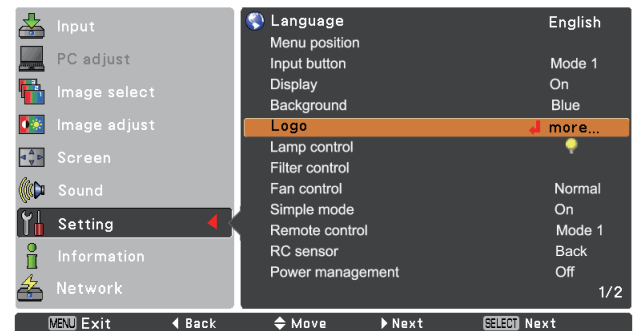 Input
PC adjust
Image select
Image adjust
Screen
Sound
Setting
Information
Network
Language English
Menu position
Input button Mode 1
Display On
Background Blue
Logo more...
Lamp control
Filter control
Fan control Normal
Simple mode On
Remote control Mode 1
RC sensor Back
Power management Off
1/2
MENU Exit Back Move Next SELECT Next